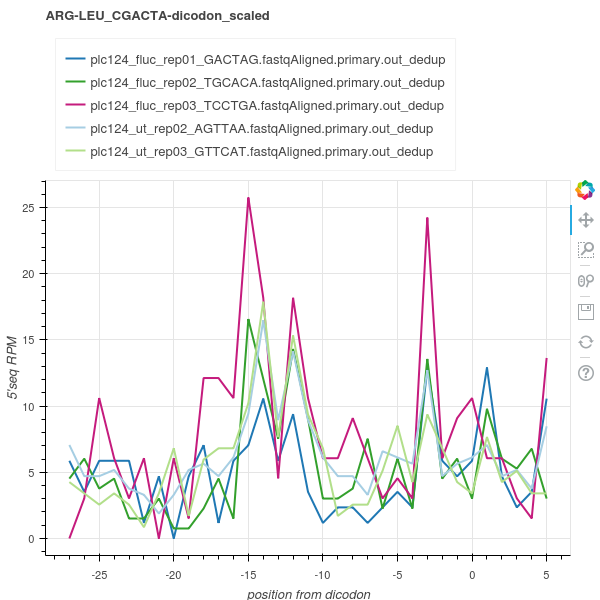 ARG-LEU_CGACTA-dicodon_scaled
plc124_fluc_rep01_GACTAG.fastqAligned.primary.out_dedup
plc124_fluc_rep02_TGCACA.fastqAligned.primary.out_dedup
plc124_fluc_rep03_TCCTGA.fastqAligned.primary.out_dedup
plc124_ut_rep02_AGTTAA.fastqAligned.primary.out_dedup
plc124_ut_rep03_GTTCAT.fastqAligned.primary.out_dedup
25
20
15
10
5
0
5'seq RPM
-25 -20 -15 -10 -5 0 5
position from dicodon